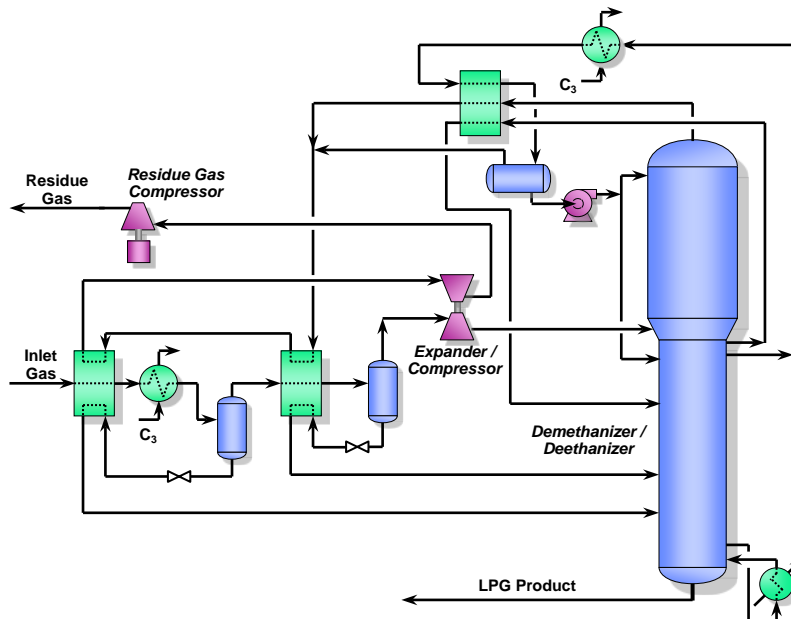 C3
Residue Gas
Compressor
Residue
Gas
Inlet
Gas
Expander /
Compressor
C3
Demethanizer /
Deethanizer
LPG Product